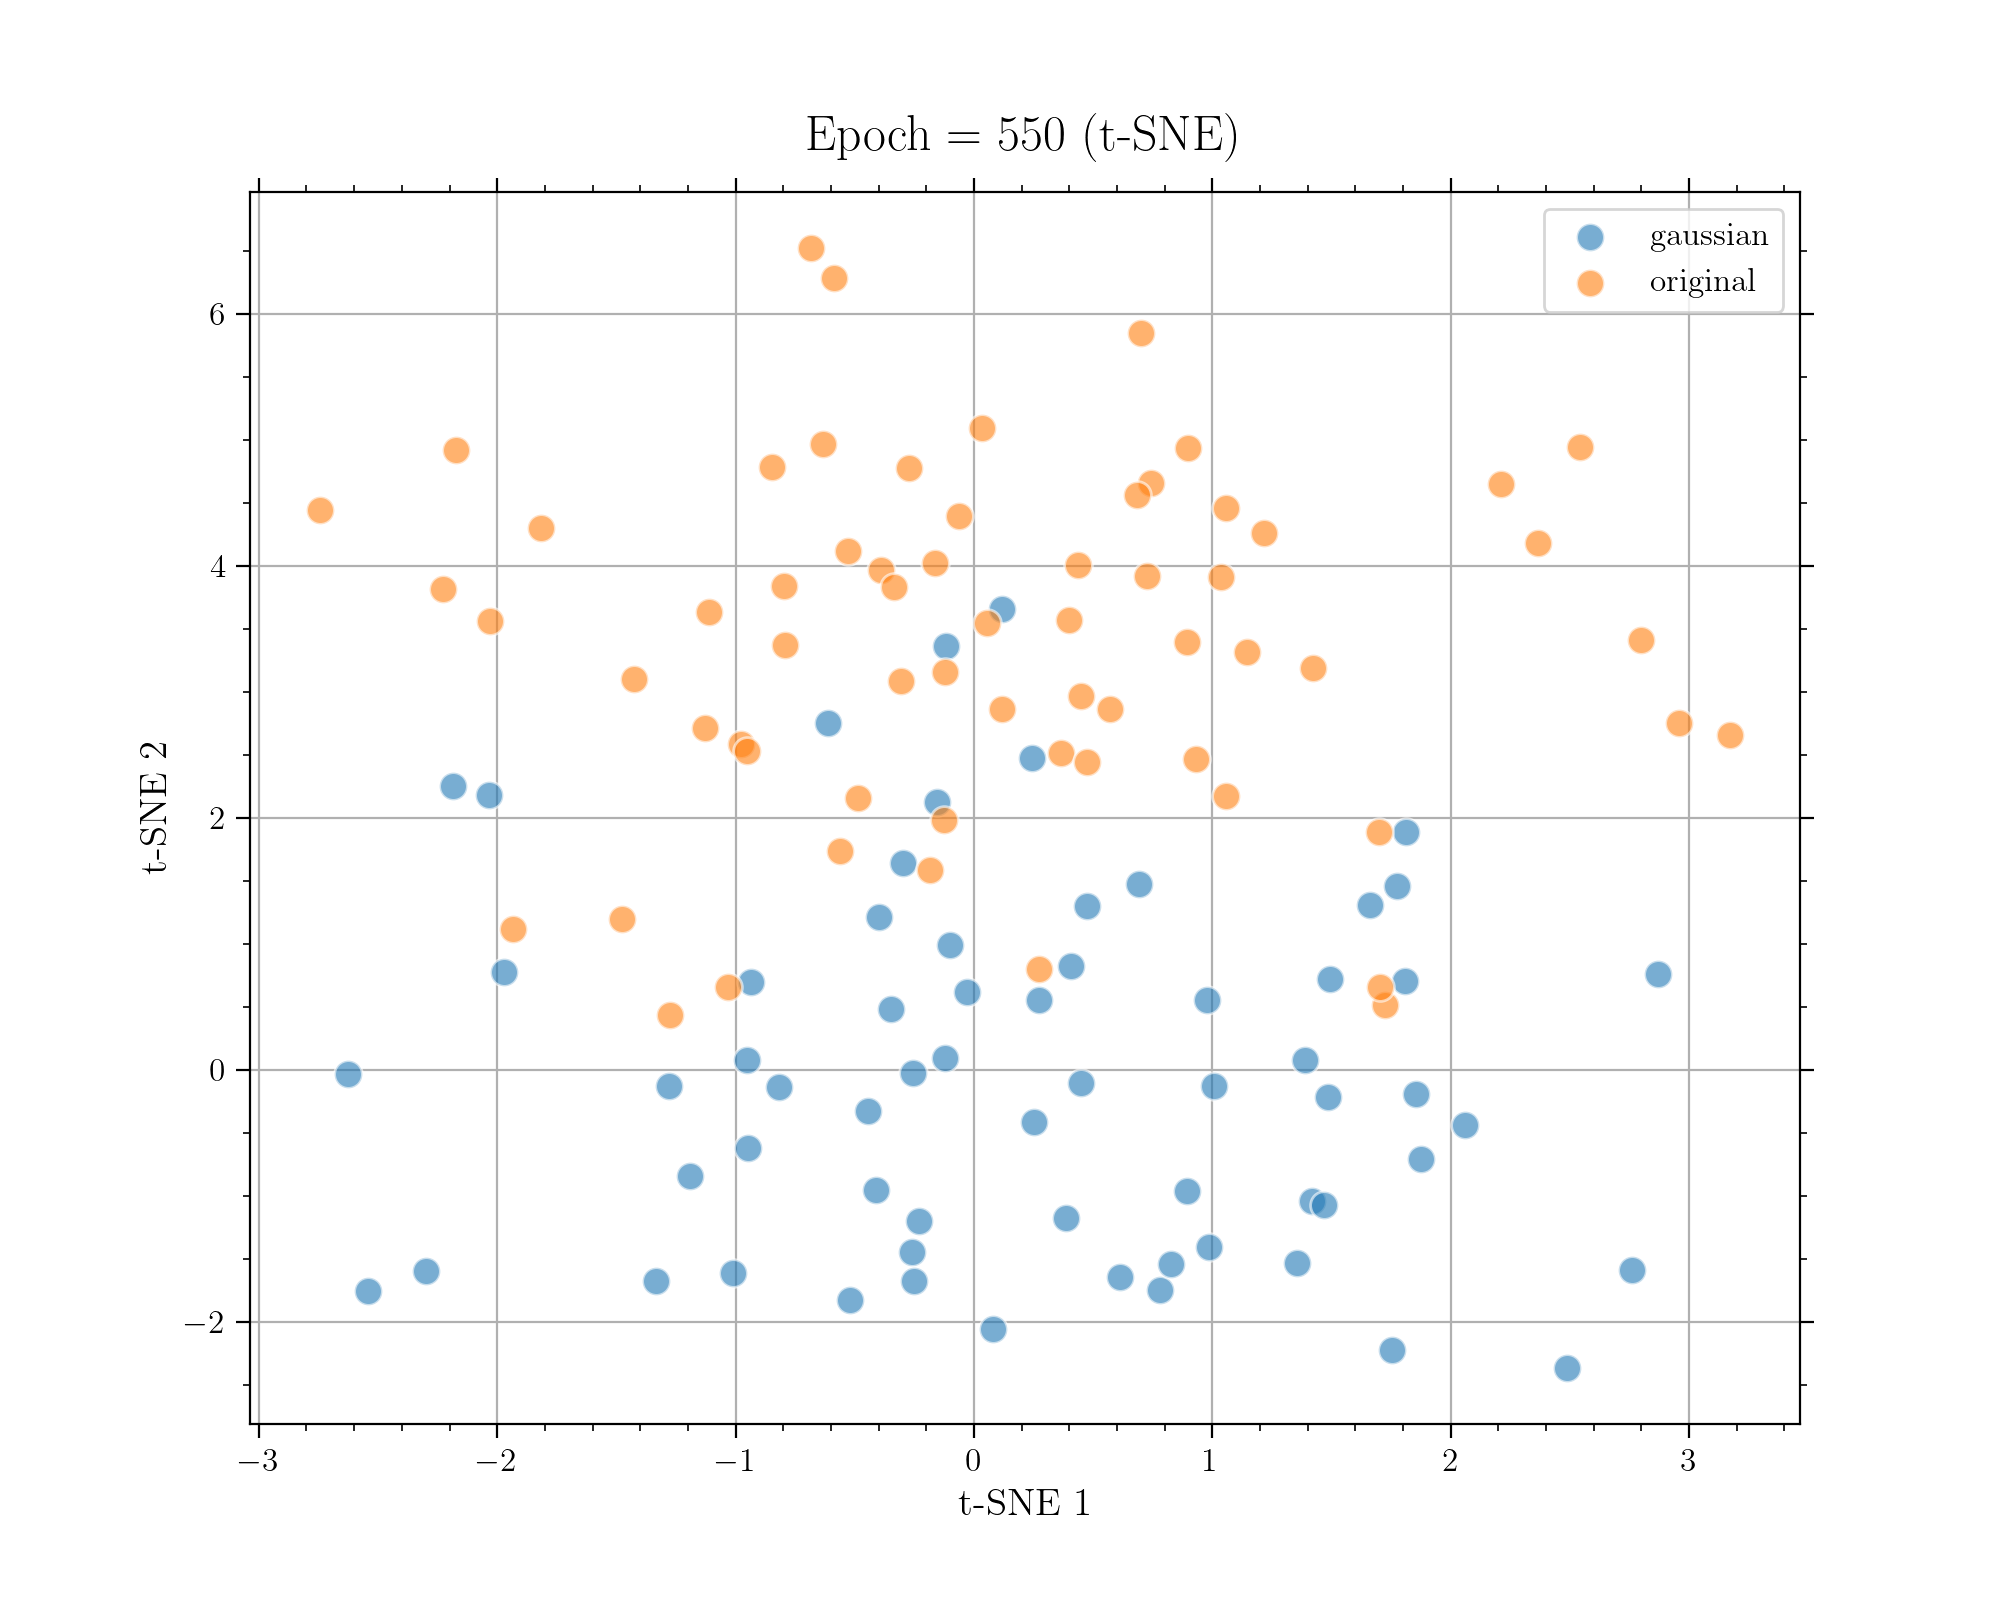 Epoch = 550 (t-SNE)
gaussian
original
6
4
2
0
−2
t-SNE 2
−3 −2 −1 0 1 2 3
t-SNE 1